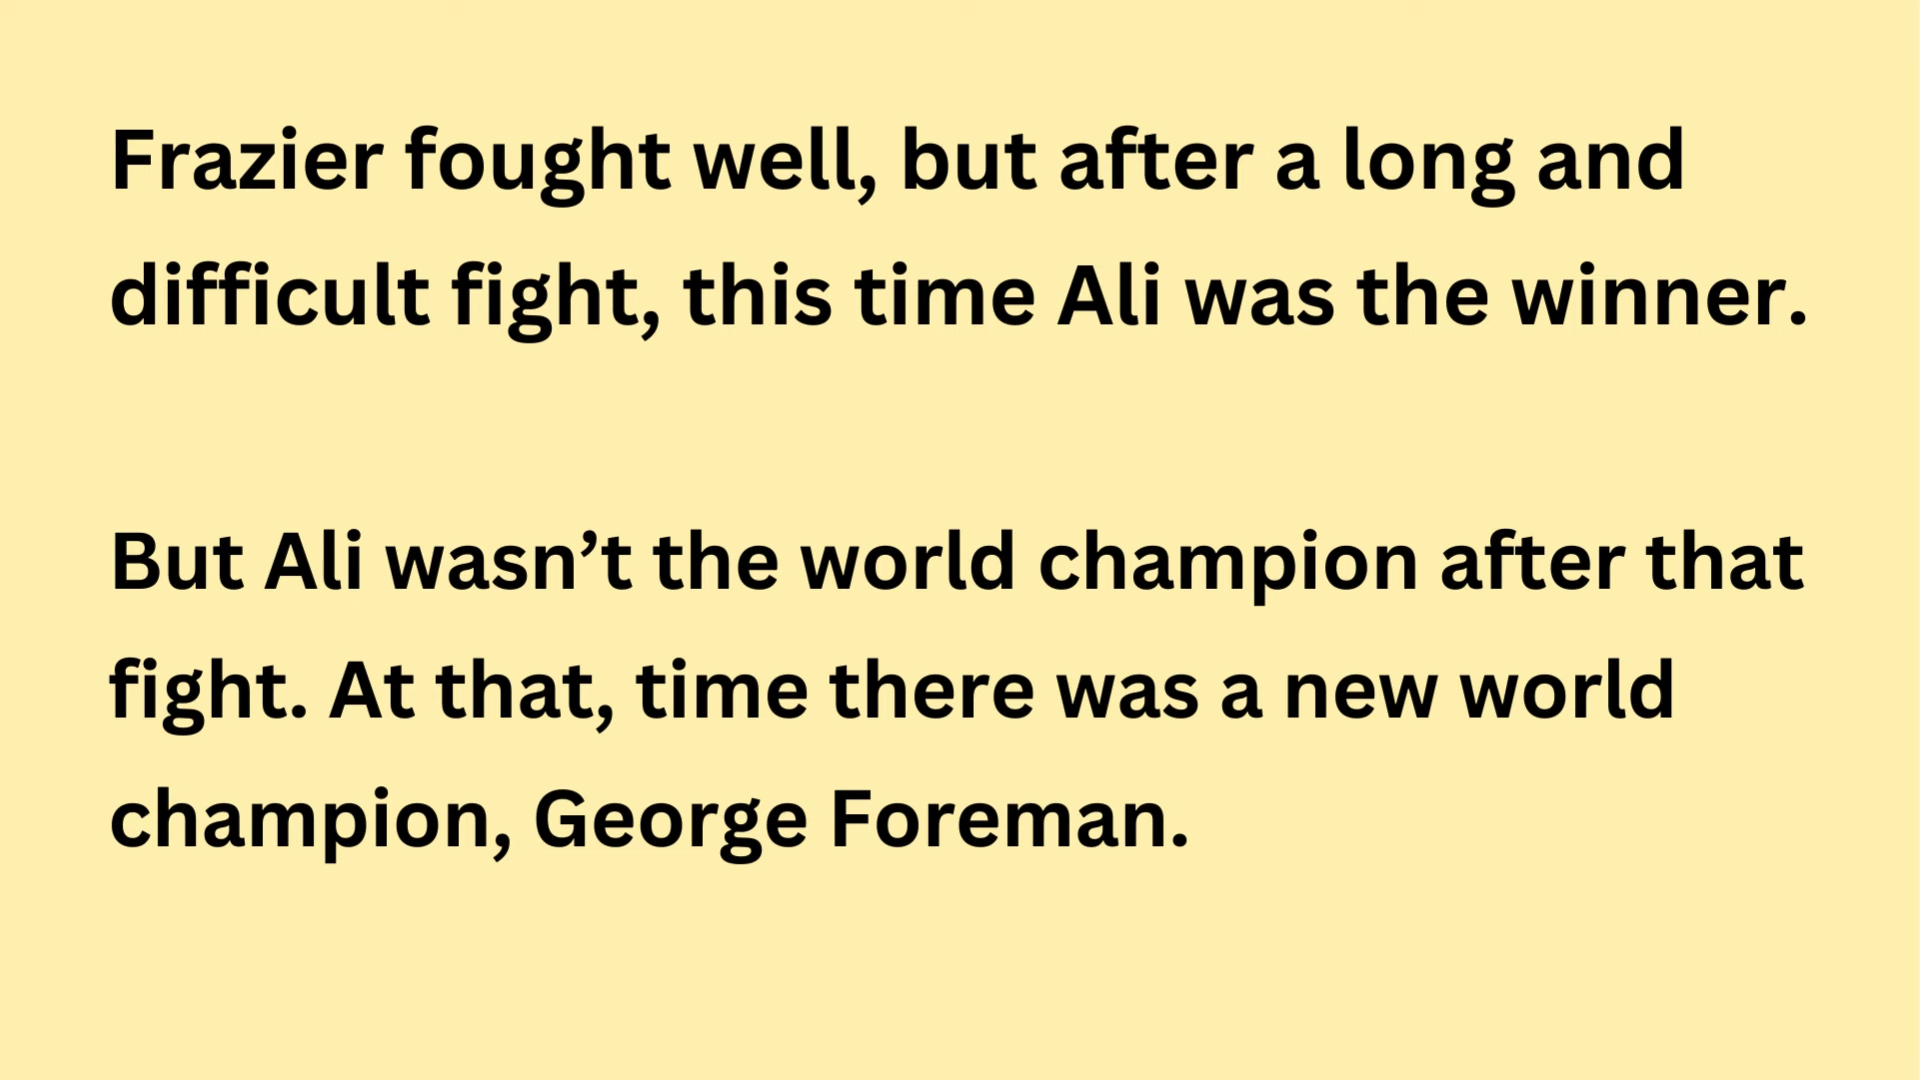 Frazier fought well, but after a long and
difficult fight, this time Ali was the winner.
But Ali wasn’t the world champion after that
fight. At that, time there was a new world
champion, George Foreman.